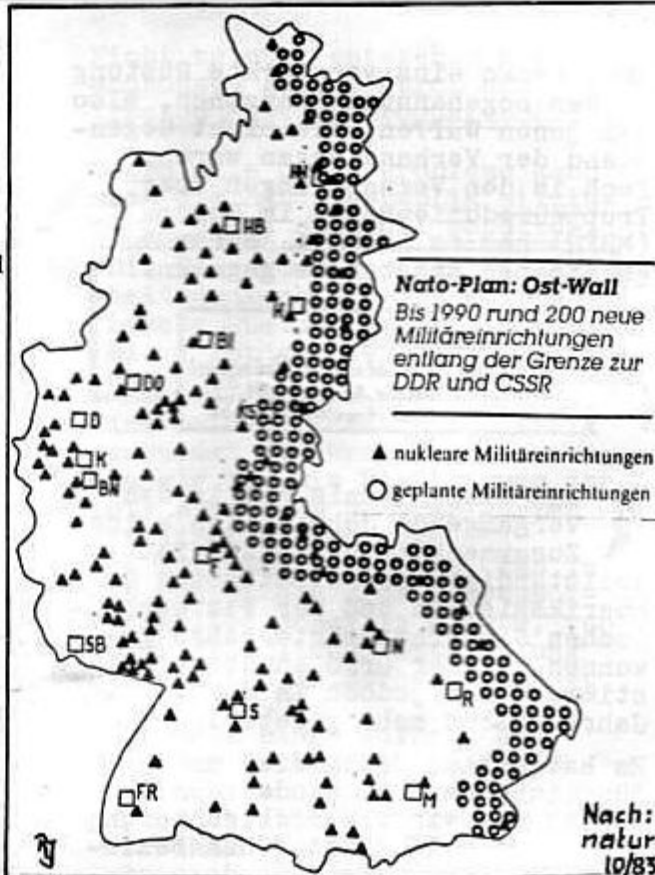 HH
HB
H
BI
DO
KS
D
K
BN
F
SB
N
R
S
FR
M
Nato-Plan: Ost-Wall
Bis 1990 rund 200 neue
Militäreinrichtungen
entlang der Grenze zur
DDR und CSSR
▲ nukleare Militäreinrichtungen
○ geplante Militäreinrichtungen
Nach:
natur
10/83